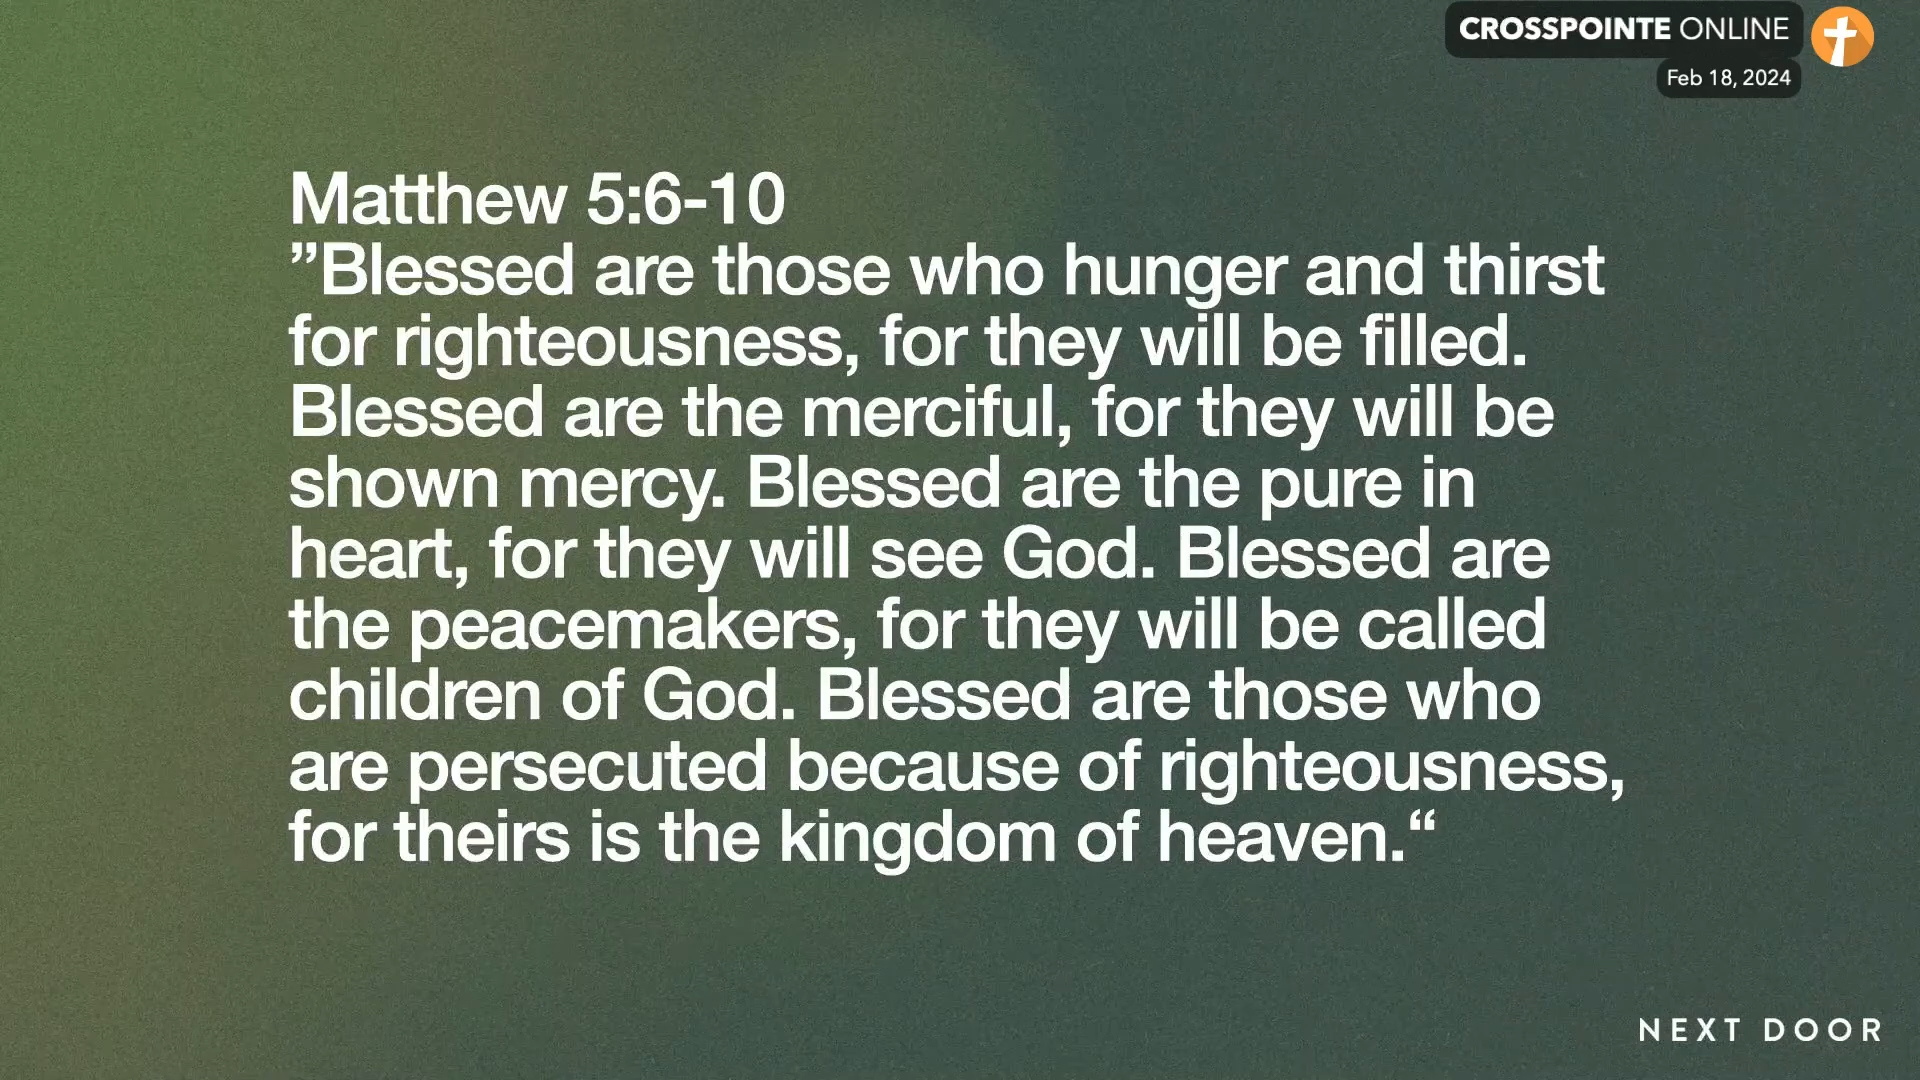 CROSSPOINTE ONLINE
Feb 18, 2024
Matthew 5:6-10
”Blessed are those who hunger and thirst
for righteousness, for they will be filled.
Blessed are the merciful, for they will be
shown mercy. Blessed are the pure in
heart, for they will see God. Blessed are
the peacemakers, for they will be called
children of God. Blessed are those who
are persecuted because of righteousness,
for theirs is the kingdom of heaven.“
NEXT DOOR